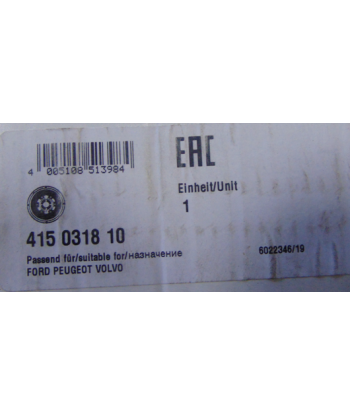 4 005108 513984
EAC
Einheit/Unit
1
415 0318 10
Passend für/suitable for/назначение
FORD PEUGEOT VOLVO
6022346/19